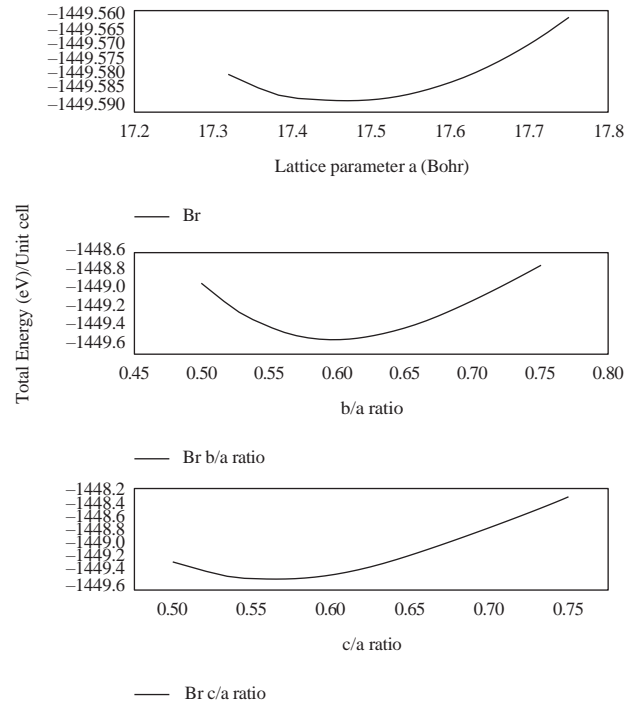 Total Energy (eV)/Unit cell
−1449.560
−1449.565
−1449.570
−1449.575
−1449.580
−1449.585
−1449.590
17.2 17.3 17.4 17.5 17.6 17.7 17.8
Lattice parameter a (Bohr)
Br
−1448.6
−1448.8
−1449.0
−1449.2
−1449.4
−1449.6
0.45 0.50 0.55 0.60 0.65 0.70 0.75 0.80
b/a ratio
Br b/a ratio
−1448.2
−1448.4
−1448.6
−1448.8
−1449.0
−1449.2
−1449.4
−1449.6
0.50 0.55 0.60 0.65 0.70 0.75
c/a ratio
Br c/a ratio